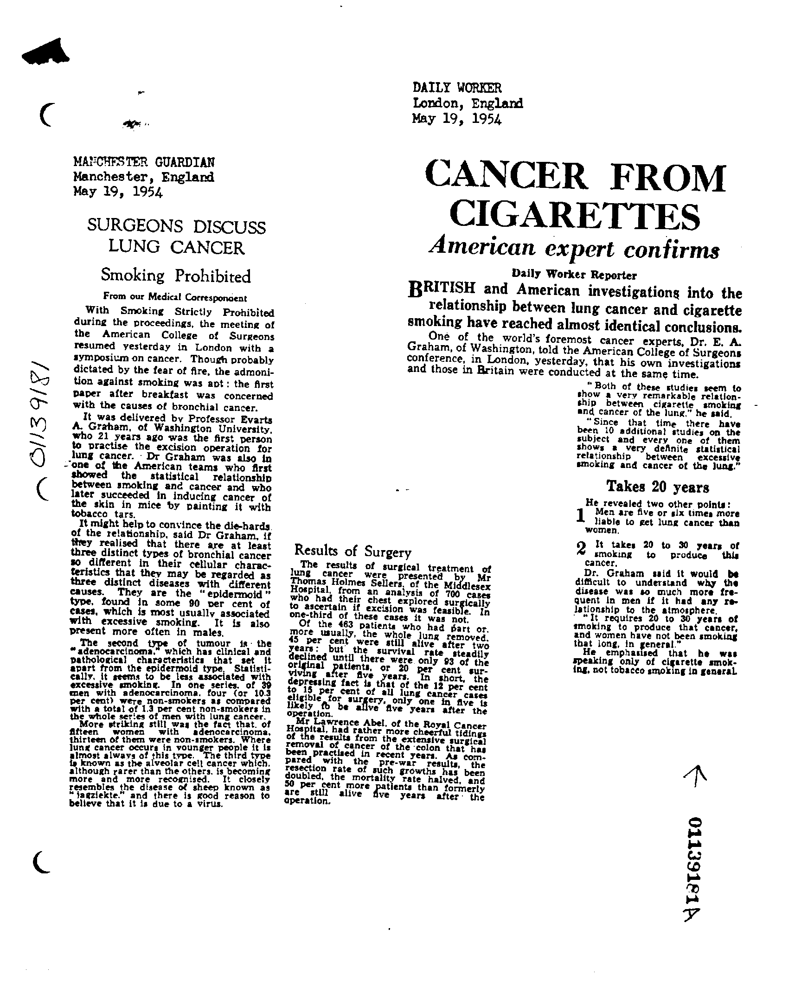 MANCHESTER GUARDIAN
Manchester, England
May 19, 1954
SURGEONS DISCUSS
LUNG CANCER
Smoking Prohibited
From our Medical Correspondent
With Smoking Strictly Prohibited
during the proceedings, the meeting of
the American College of Surgeons
resumed yesterday in London with a
symposium on cancer. Though probably
dictated by the fear of fire, the admoni-
tion against smoking was apt: the first
paper after breakfast was concerned
with the causes of bronchial cancer.
It was delivered by Professor Evarts
A. Graham, of Washington University,
who 21 years ago was the first person
to practise the excision operation for
lung cancer. Dr Graham was also in
one of the American teams who first
showed the statistical relationship
between smoking and cancer and who
later succeeded in inducing cancer of
the skin in mice by painting it with
tobacco tars.
It might help to convince the die-hards
of the relationship, said Dr Graham, if
they realised that there are at least
three distinct types of bronchial cancer
so different in their cellular charac-
teristics that they may be regarded as
three distinct diseases with different
causes. They are the "epidermoid"
type, found in some 90 per cent of
cases, which is most usually associated
with excessive smoking. It is also
present more often in males.
The second type of tumour is the
"adenocarcinoma," which has clinical and
pathological characteristics that set it
apart from the epidermoid type. Statisti-
cally, it seems to be less associated with
excessive smoking. In one series, of 39
men with adenocarcinoma, four (or 10.3
per cent) were non-smokers as compared
with a total of 1.3 per cent non-smokers in
the whole series of men with lung cancer.
More striking still was the fact that, of
fifteen women with adenocarcinoma,
thirteen of them were non-smokers. Where
lung cancer occurs in younger people it is
almost always of this type. The third type
is known as the alveolar cell cancer which,
although rarer than the others, is becoming
more and more recognised. It closely
resembles the disease of sheep known as
"jagziekte," and there is good reason to
believe that it is due to a virus.
Results of Surgery
The results of surgical treatment of
lung cancer were presented by Mr
Thomas Holmes Sellers, of the Middlesex
Hospital, from an analysis of 700 cases
who had their chest explored surgically
to ascertain if excision was feasible. In
one-third of these cases it was not.
Of the 463 patients who had part or,
more usually, the whole lung removed,
45 per cent were still alive after two
years; but the survival rate steadily
declined until there were only 93 of the
original patients, or 20 per cent sur-
viving after five years. In short, the
depressing fact is that of the 12 per cent
to 15 per cent of all lung cancer cases
eligible for surgery, only one in five is
likely to be alive five years after the
operation.
Mr Lawrence Abel, of the Royal Cancer
Hospital, had rather more cheerful tidings
of the results from the extensive surgical
removal of cancer of the colon that has
been practised in recent years. As com-
pared with the pre-war results, the
resection rate of such growths has been
doubled, the mortality rate halved, and
50 per cent more patients than formerly
are still alive five years after the
operation.
DAILY WORKER
London, England
May 19, 1954
CANCER FROM
CIGARETTES
American expert confirms
Daily Worker Reporter
BRITISH and American investigations into the
relationship between lung cancer and cigarette
smoking have reached almost identical conclusions.
One of the world's foremost cancer experts, Dr. E. A.
Graham, of Washington, told the American College of Surgeons
conference, in London, yesterday, that his own investigations
and those in Britain were conducted at the same time.
"Both of these studies seem to
show a very remarkable relation-
ship between cigarette smoking
and cancer of the lung," he said.
"Since that time there have
been 10 additional studies on the
subject and every one of them
shows a very definite statistical
relationship between excessive
smoking and cancer of the lung."
Takes 20 years
He revealed two other points:
1 Men are five or six times more
liable to get lung cancer than
women.
2 It takes 20 to 30 years of
smoking to produce this
cancer.
Dr. Graham said it would be
difficult to understand why the
disease was so much more fre-
quent in men if it had any re-
lationship to the atmosphere.
"It requires 20 to 30 years of
smoking to produce that cancer,
and women have not been smoking
that long, in general."
He emphasised that he was
speaking only of cigarette smok-
ing, not tobacco smoking in general.
01139181
01139181A